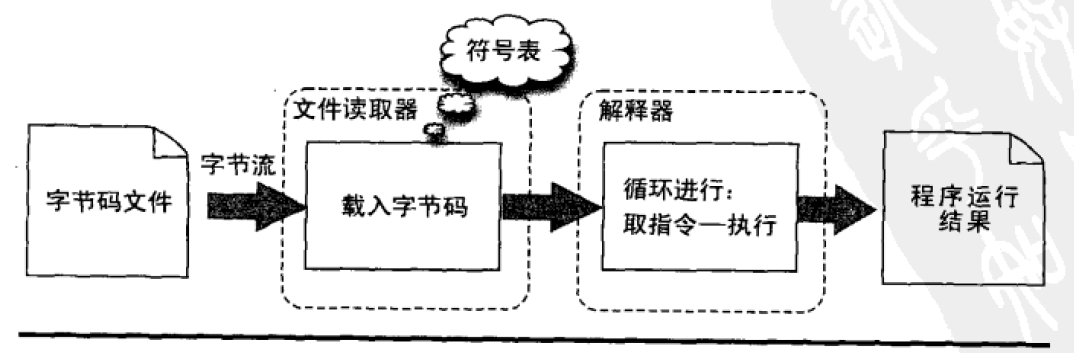 符号表
文件读取器
解释器
字节码文件
字节流
载入字节码
循环进行：
取指令—执行
程序运行
结果